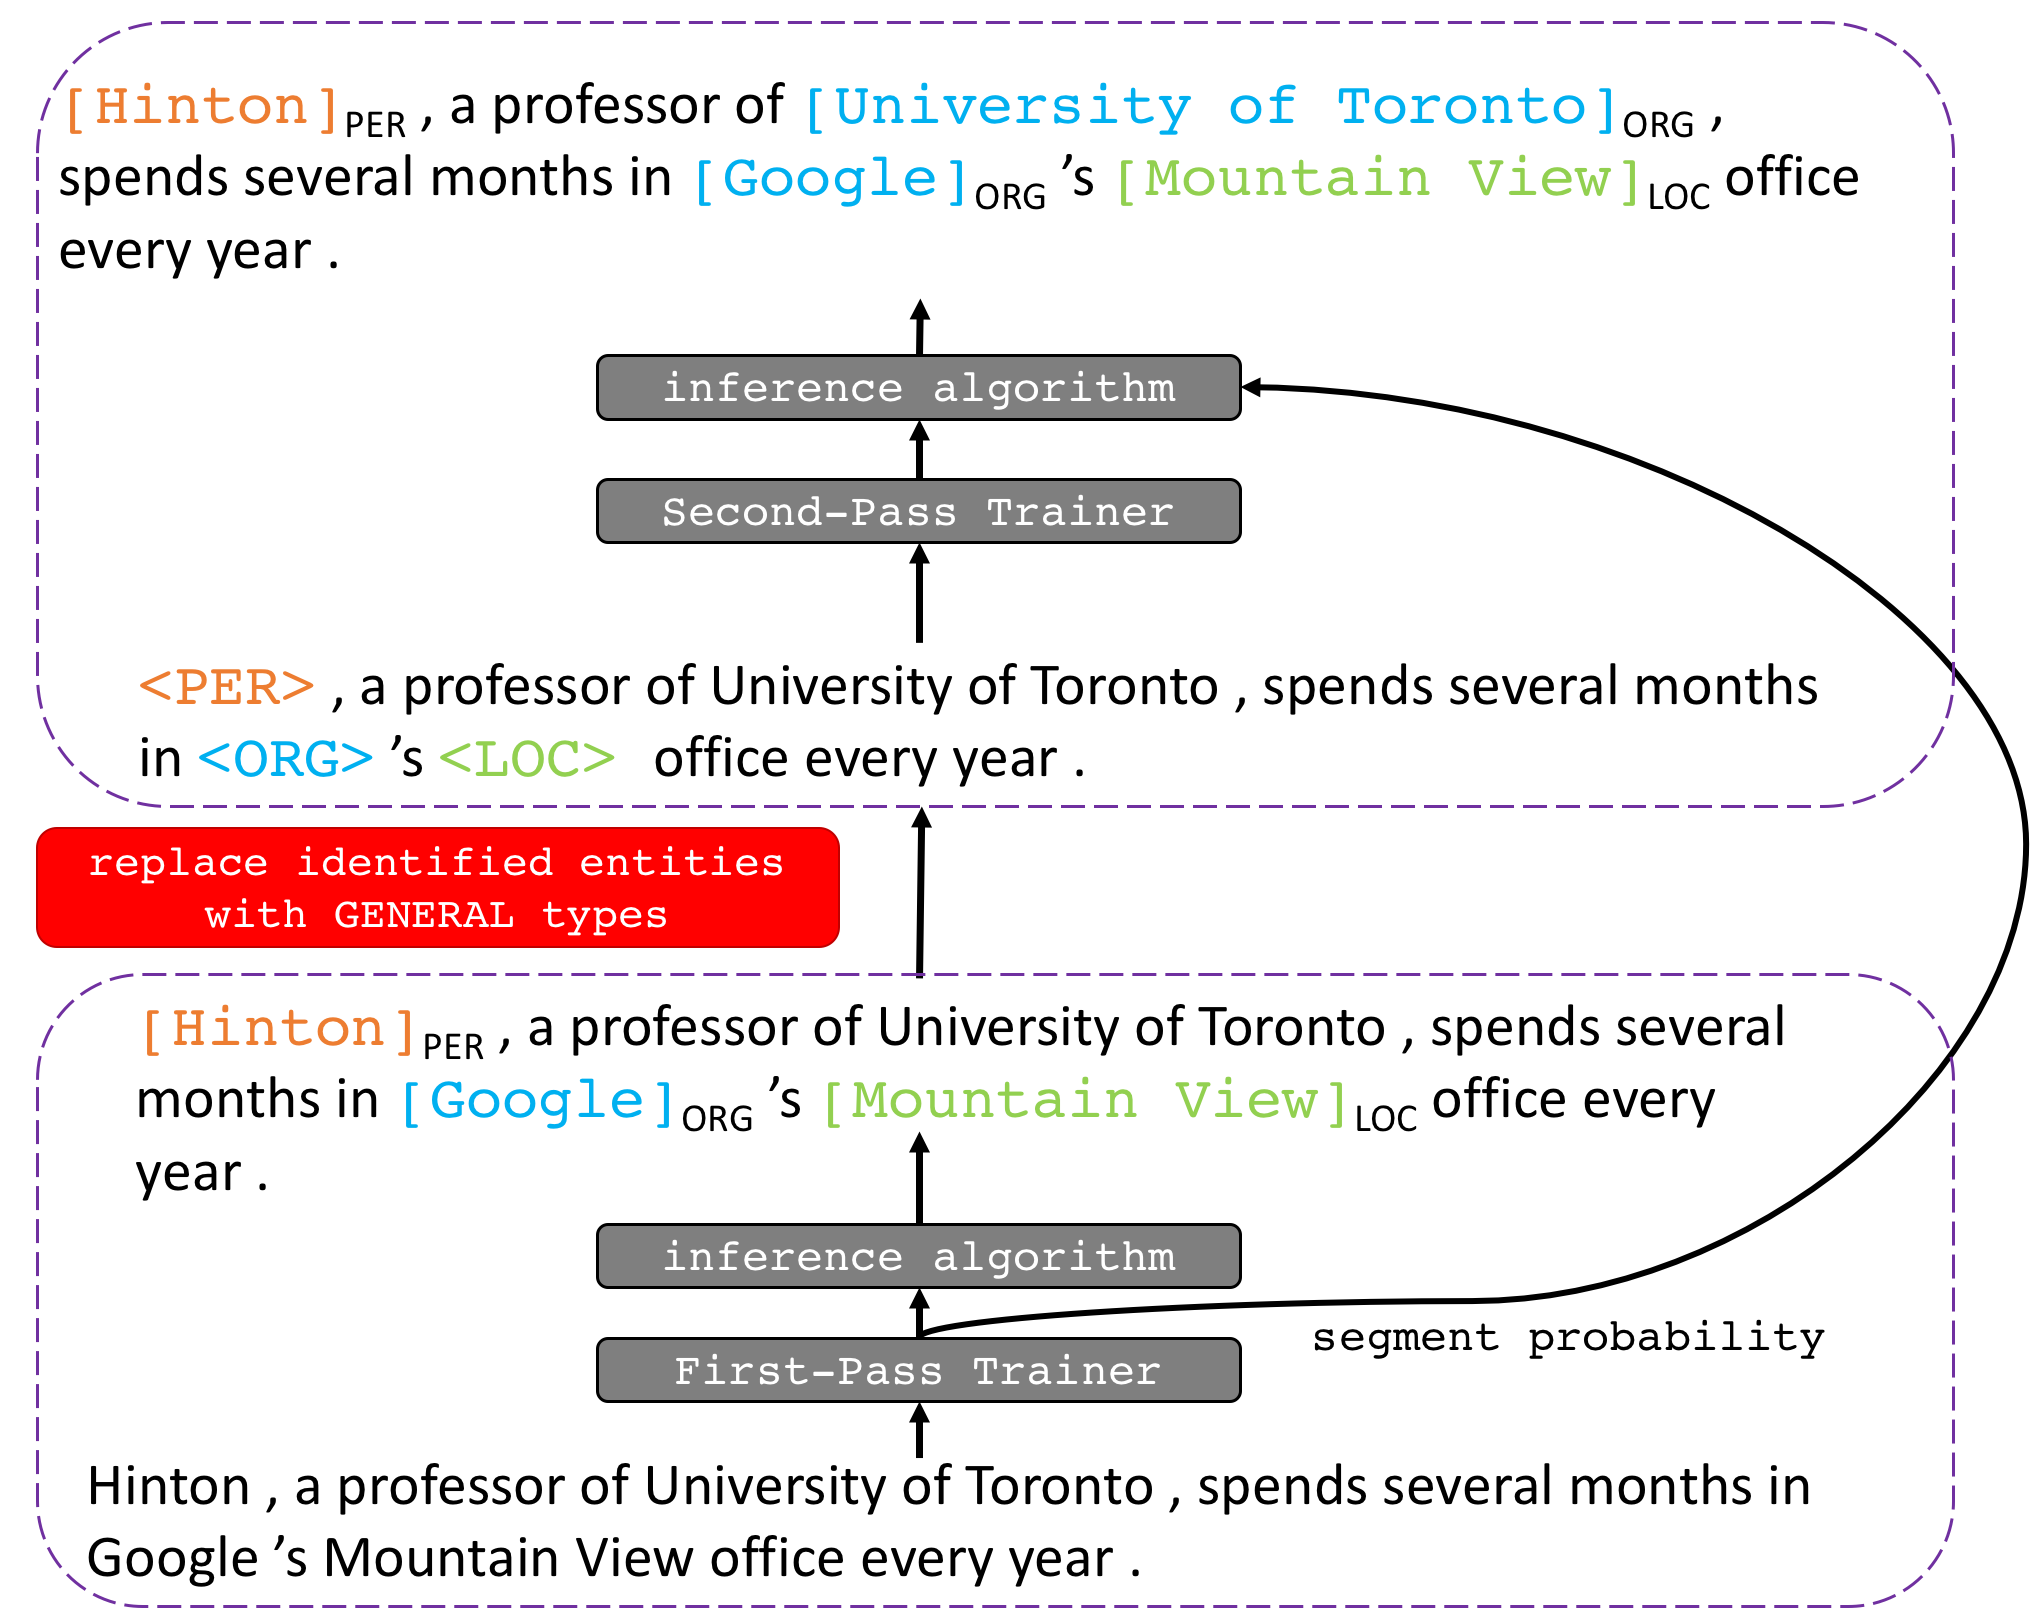 [Hinton]PER , a professor of [University of Toronto]ORG ,
spends several months in [Google]ORG ’s [Mountain View]LOC office
every year .
inference algorithm
Second-Pass Trainer
<PER> , a professor of University of Toronto , spends several months
in <ORG> ’s <LOC> office every year .
replace identified entities
with GENERAL types
[Hinton]PER , a professor of University of Toronto , spends several
months in [Google]ORG ’s [Mountain View]LOC office every
year .
inference algorithm
segment probability
First-Pass Trainer
Hinton , a professor of University of Toronto , spends several months in
Google ’s Mountain View office every year .